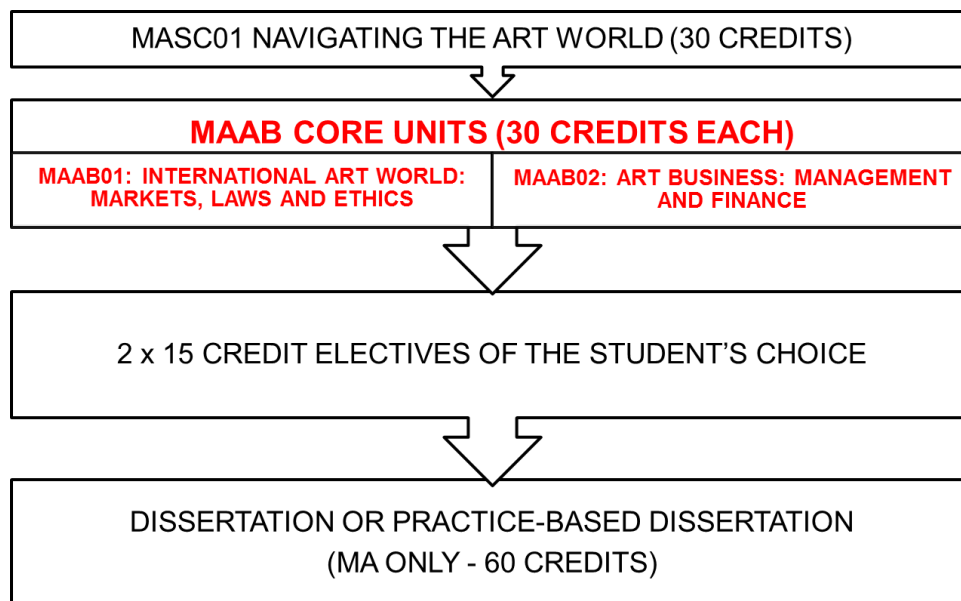 MASC01 NAVIGATING THE ART WORLD (30 CREDITS)
MAAB CORE UNITS (30 CREDITS EACH)
MAAB01: INTERNATIONAL ART WORLD:
MARKETS, LAWS AND ETHICS
MAAB02: ART BUSINESS: MANAGEMENT
AND FINANCE
2 x 15 CREDIT ELECTIVES OF THE STUDENT’S CHOICE
DISSERTATION OR PRACTICE-BASED DISSERTATION
(MA ONLY - 60 CREDITS)